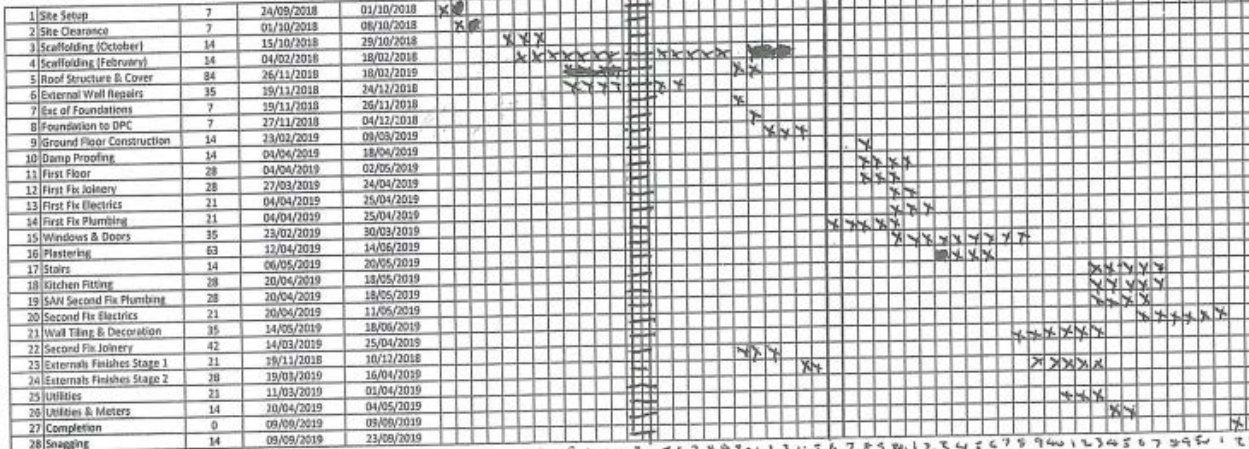 1 Site Setup 7 24/09/2018 01/10/2018
2 Site Clearance 7 01/10/2018 08/10/2018
3 Scaffolding (October) 14 15/10/2018 29/10/2018
4 Scaffolding (February) 14 04/02/2018 18/02/2018
5 Roof Structure & Cover 84 26/11/2018 18/02/2019
6 External Wall Repairs 35 19/11/2018 24/12/2018
7 Exc of Foundations 7 19/11/2018 26/11/2018
8 Foundation to DPC 7 27/11/2018 04/12/2018
9 Ground Floor Construction 14 23/02/2019 09/03/2019
10 Damp Proofing 14 04/04/2019 18/04/2019
11 First Floor 28 04/04/2019 02/05/2019
12 First Fix Joinery 28 27/03/2019 24/04/2019
13 First Fix Electrics 21 04/04/2019 25/04/2019
14 First Fix Plumbing 21 04/04/2019 25/04/2019
15 Windows & Doors 35 23/02/2019 30/03/2019
16 Plastering 63 12/04/2019 14/06/2019
17 Stairs 14 06/05/2019 20/05/2019
18 Kitchen Fitting 28 20/04/2019 18/05/2019
19 SAN Second Fix Plumbing 28 20/04/2019 18/05/2019
20 Second Fix Electrics 21 20/04/2019 11/05/2019
21 Wall Tiling & Decoration 35 14/05/2019 18/06/2019
22 Second Fix Joinery 42 14/03/2019 25/04/2019
23 Externals Finishes Stage 1 21 19/11/2018 10/12/2018
24 Externals Finishes Stage 2 28 19/03/2019 16/04/2019
25 Utilities 21 11/03/2019 01/04/2019
26 Utilities & Meters 14 20/04/2019 04/05/2019
27 Completion 0 09/09/2019 09/09/2019
28 Snagging 14 09/09/2019 23/09/2019